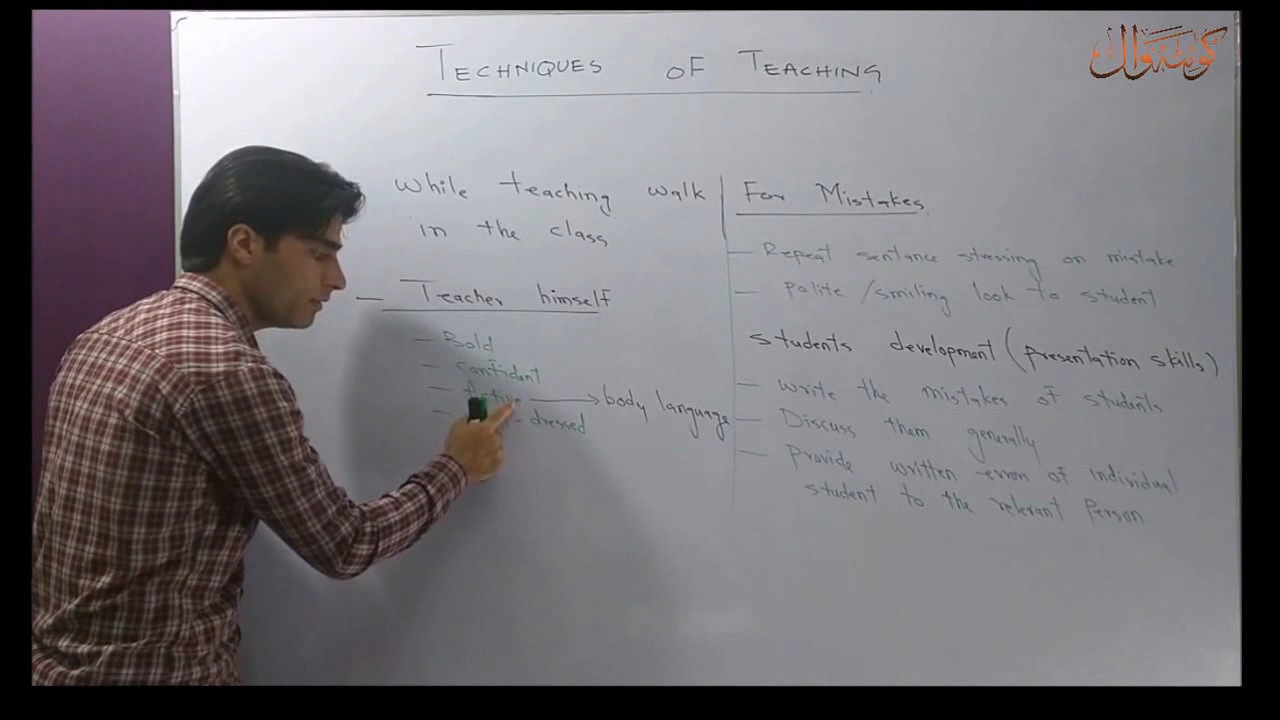 TECHNIQUES OF TEACHING
While teaching walk
in the class
— Teacher himself
— Bold
— confident
— Active → body language
— dressed
For Mistakes
— Repeat sentance stressing on mistake
— Polite / smiling look to student
students development (presentation skills)
— write the mistakes of students
— Discuss them generally
— Provide written error of individual
student to the relevant Person